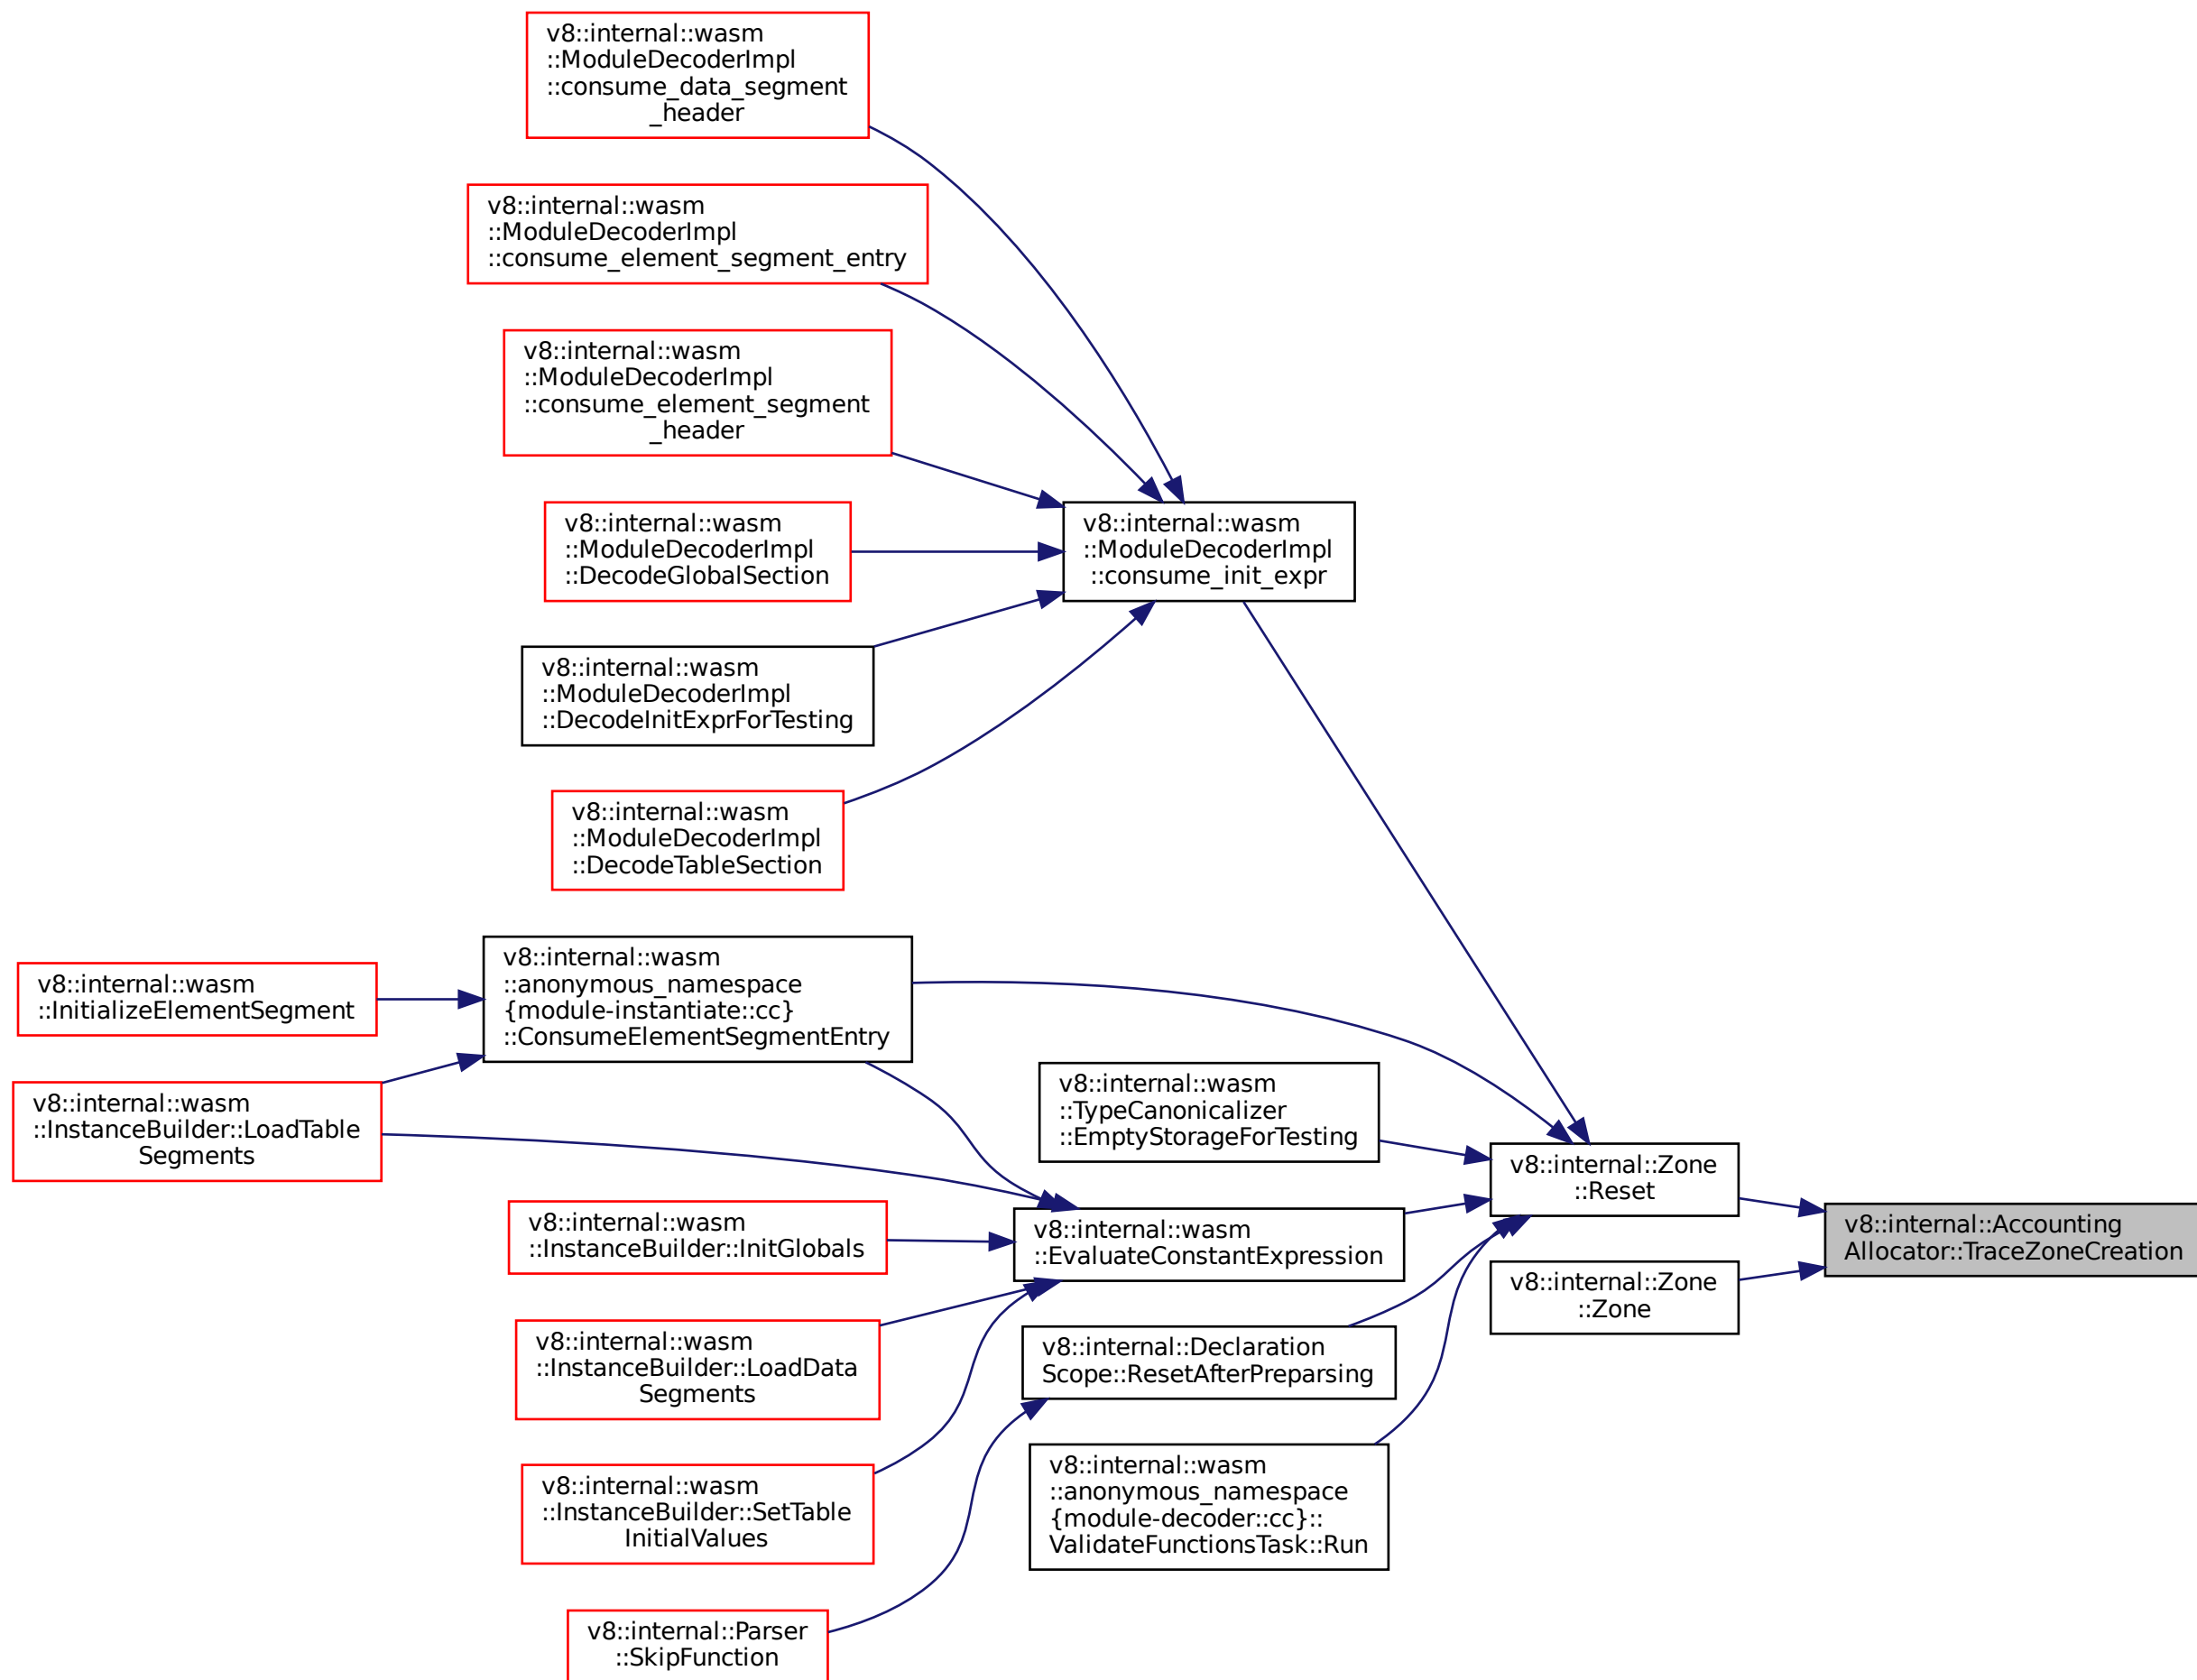 v8::internal::wasm
::ModuleDecoderImpl
::consume_data_segment
_header
v8::internal::wasm
::ModuleDecoderImpl
::consume_element_segment_entry
v8::internal::wasm
::ModuleDecoderImpl
::consume_element_segment
_header
v8::internal::wasm
::ModuleDecoderImpl
::DecodeGlobalSection
v8::internal::wasm
::ModuleDecoderImpl
::consume_init_expr
v8::internal::wasm
::ModuleDecoderImpl
::DecodeInitExprForTesting
v8::internal::wasm
::ModuleDecoderImpl
::DecodeTableSection
v8::internal::wasm
::anonymous_namespace
{module-instantiate::cc}
::ConsumeElementSegmentEntry
v8::internal::wasm
::InitializeElementSegment
v8::internal::wasm
::InstanceBuilder::LoadTable
Segments
v8::internal::wasm
::TypeCanonicalizer
::EmptyStorageForTesting
v8::internal::Zone
::Reset
v8::internal::Accounting
Allocator::TraceZoneCreation
v8::internal::wasm
::InstanceBuilder::InitGlobals
v8::internal::wasm
::EvaluateConstantExpression
v8::internal::Zone
::Zone
v8::internal::wasm
::InstanceBuilder::LoadData
Segments
v8::internal::Declaration
Scope::ResetAfterPreparsing
v8::internal::wasm
::InstanceBuilder::SetTable
InitialValues
v8::internal::wasm
::anonymous_namespace
{module-decoder::cc}::
ValidateFunctionsTask::Run
v8::internal::Parser
::SkipFunction